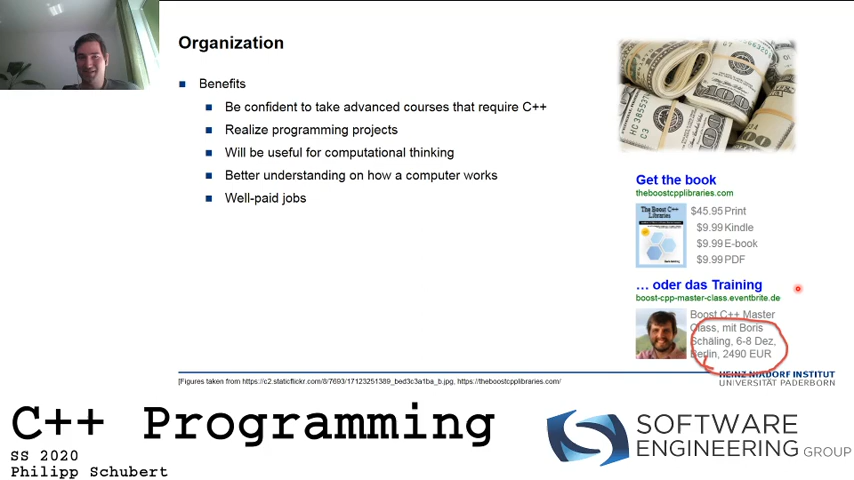 Organization
Benefits
Be confident to take advanced courses that require C++
Realize programming projects
Will be useful for computational thinking
Better understanding on how a computer works
Well-paid jobs
Get the book
theboostcpplibraries.com
The Boost C++
Libraries
$45.95 Print
$9.99 Kindle
$9.99 E-book
$9.99 PDF
… oder das Training
boost-cpp-master-class.eventbrite.de
Boost C++ Master
Class, mit Boris
Schäling, 6-8 Dez,
Berlin, 2490 EUR
[Figures taken from https://c2.staticflickr.com/8/7693/17123251389_bed3c3a1ba_b.jpg, https://theboostcpplibraries.com/
HEINZ NIXDORF INSTITUT
UNIVERSITÄT PADERBORN
C++ Programming
SS 2020
Philipp Schubert
SOFTWARE
ENGINEERING GROUP